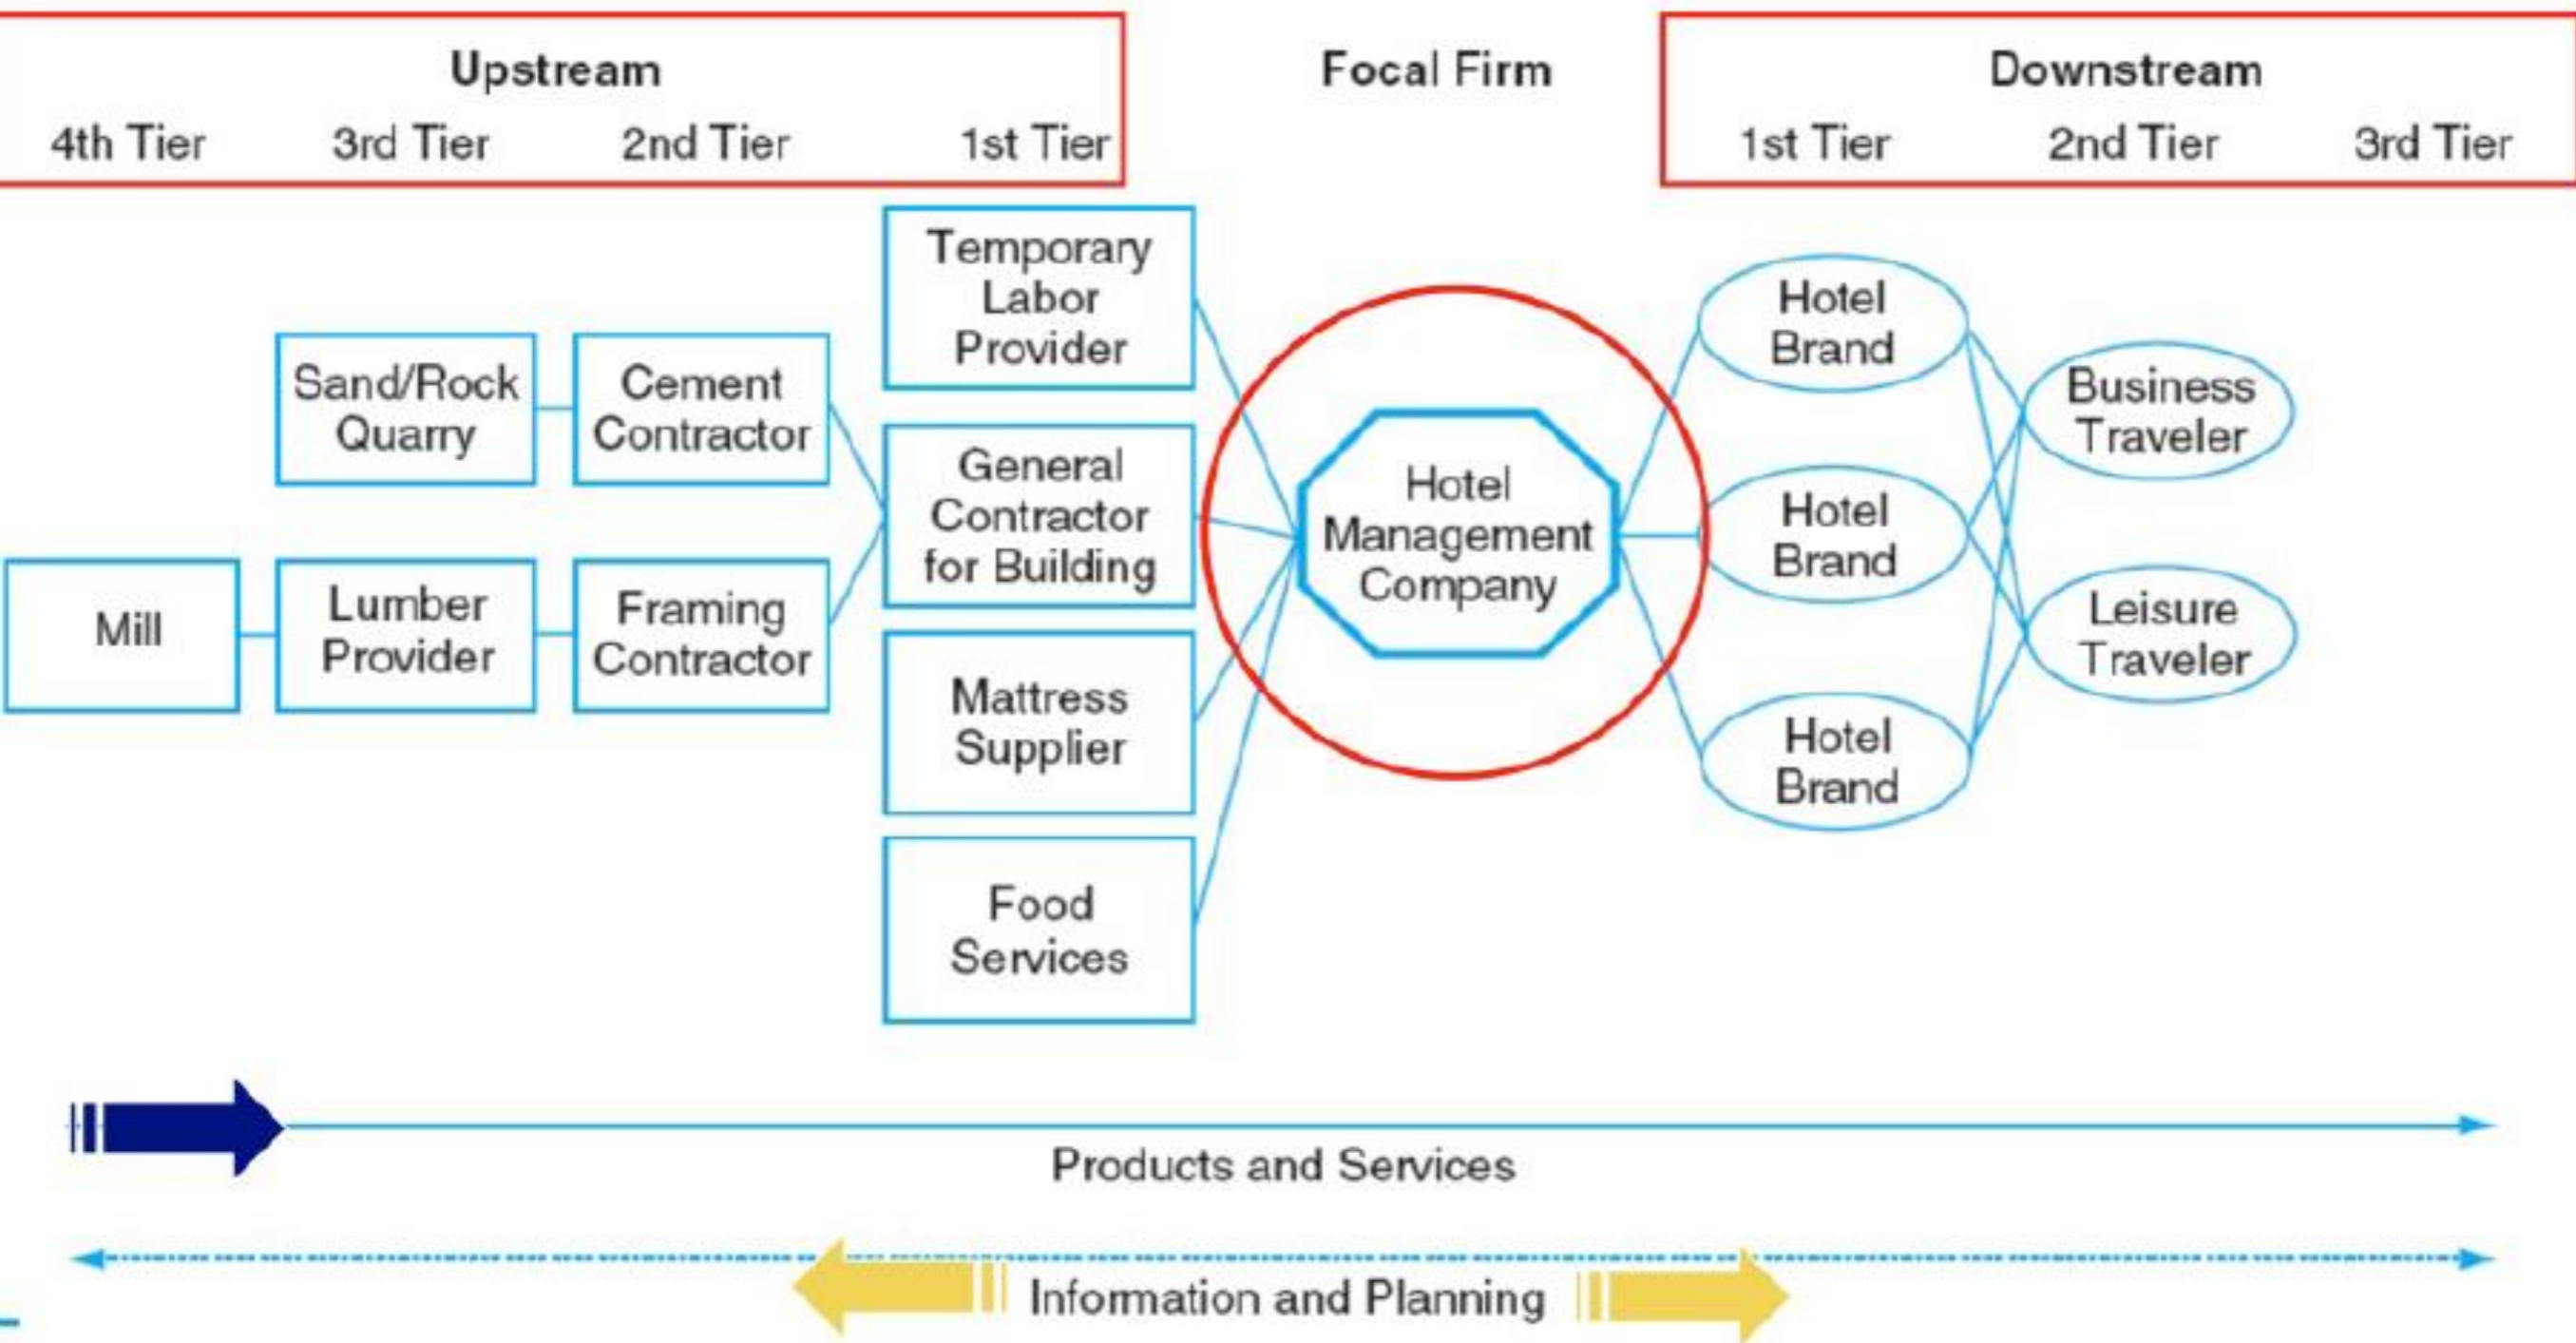 Upstream
Focal Firm
Downstream
4th Tier
3rd Tier
2nd Tier
1st Tier
1st Tier
2nd Tier
3rd Tier
Temporary
Labor
Provider
Sand/Rock
Quarry
Cement
Contractor
General
Contractor
for Building
Mill
Lumber
Provider
Framing
Contractor
Mattress
Supplier
Food
Services
Hotel
Management
Company
Hotel
Brand
Hotel
Brand
Hotel
Brand
Business
Traveler
Leisure
Traveler
Products and Services
Information and Planning